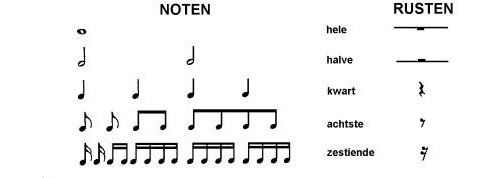 NOTEN RUSTEN
hele
halve
kwart
achtste
zestiende